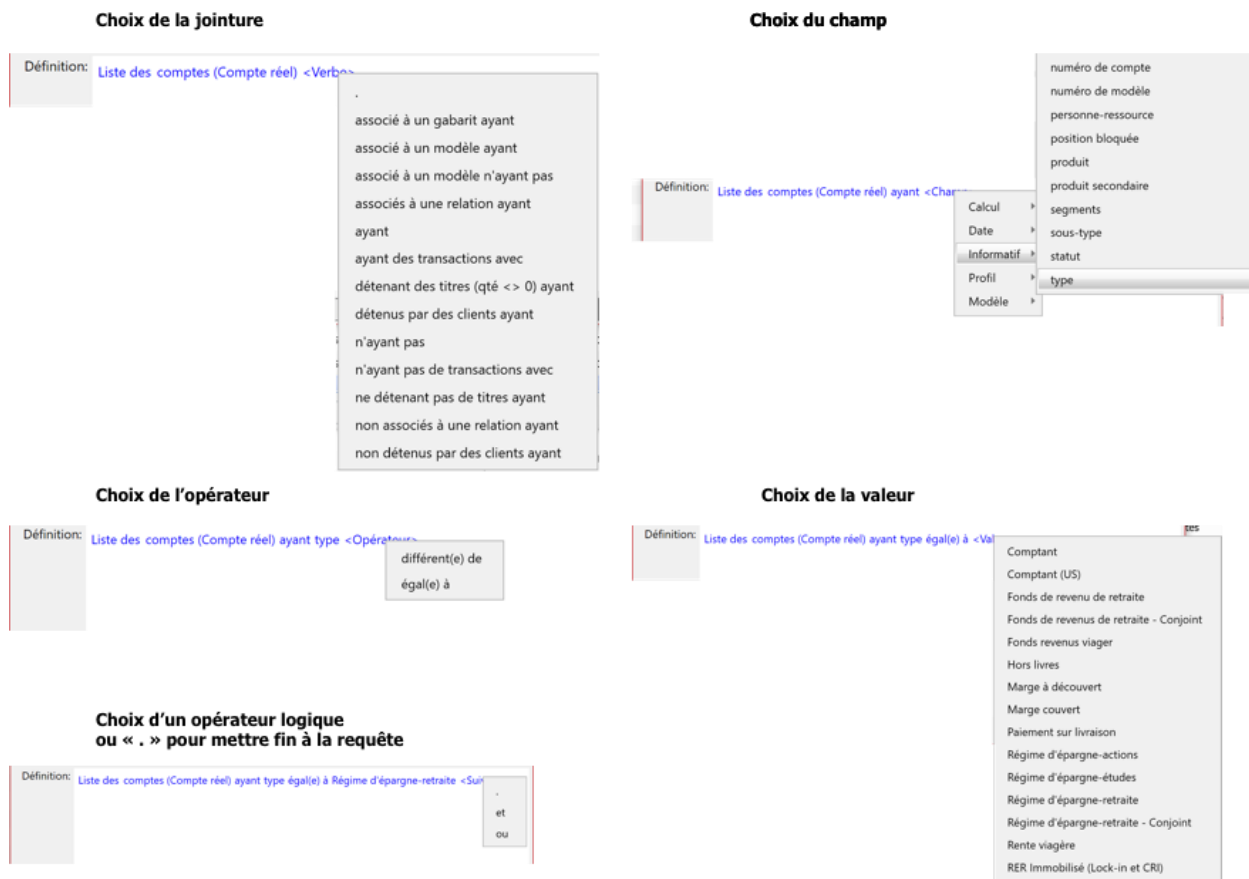 Choix de la jointure
Définition: Liste des comptes (Compte réel) <Verbe>
.
associé à un gabarit ayant
associé à un modèle ayant
associé à un modèle n'ayant pas
associés à une relation ayant
ayant
ayant des transactions avec
détenant des titres (qté <> 0) ayant
détenus par des clients ayant
n'ayant pas
n'ayant pas de transactions avec
ne détenant pas de titres ayant
non associés à une relation ayant
non détenus par des clients ayant
Choix du champ
Définition: Liste des comptes (Compte réel) ayant <Champ>
Calcul
Date
Informatif
Profil
Modèle
numéro de compte
numéro de modèle
personne-ressource
position bloquée
produit
produit secondaire
segments
sous-type
statut
type
Choix de l'opérateur
Définition: Liste des comptes (Compte réel) ayant type <Opérateur>
différent(e) de
égal(e) à
Choix de la valeur
Définition: Liste des comptes (Compte réel) ayant type égal(e) à <Val
tes
Comptant
Comptant (US)
Fonds de revenu de retraite
Fonds de revenus de retraite - Conjoint
Fonds revenus viager
Hors livres
Marge à découvert
Marge couvert
Paiement sur livraison
Régime d'épargne-actions
Régime d'épargne-études
Régime d'épargne-retraite
Régime d'épargne-retraite - Conjoint
Rente viagère
RER Immobilisé (Lock-in et CRI)
Choix d'un opérateur logique
ou « . » pour mettre fin à la requête
Définition: Liste des comptes (Compte réel) ayant type égal(e) à Régime d'épargne-retraite <Sui
.
et
ou